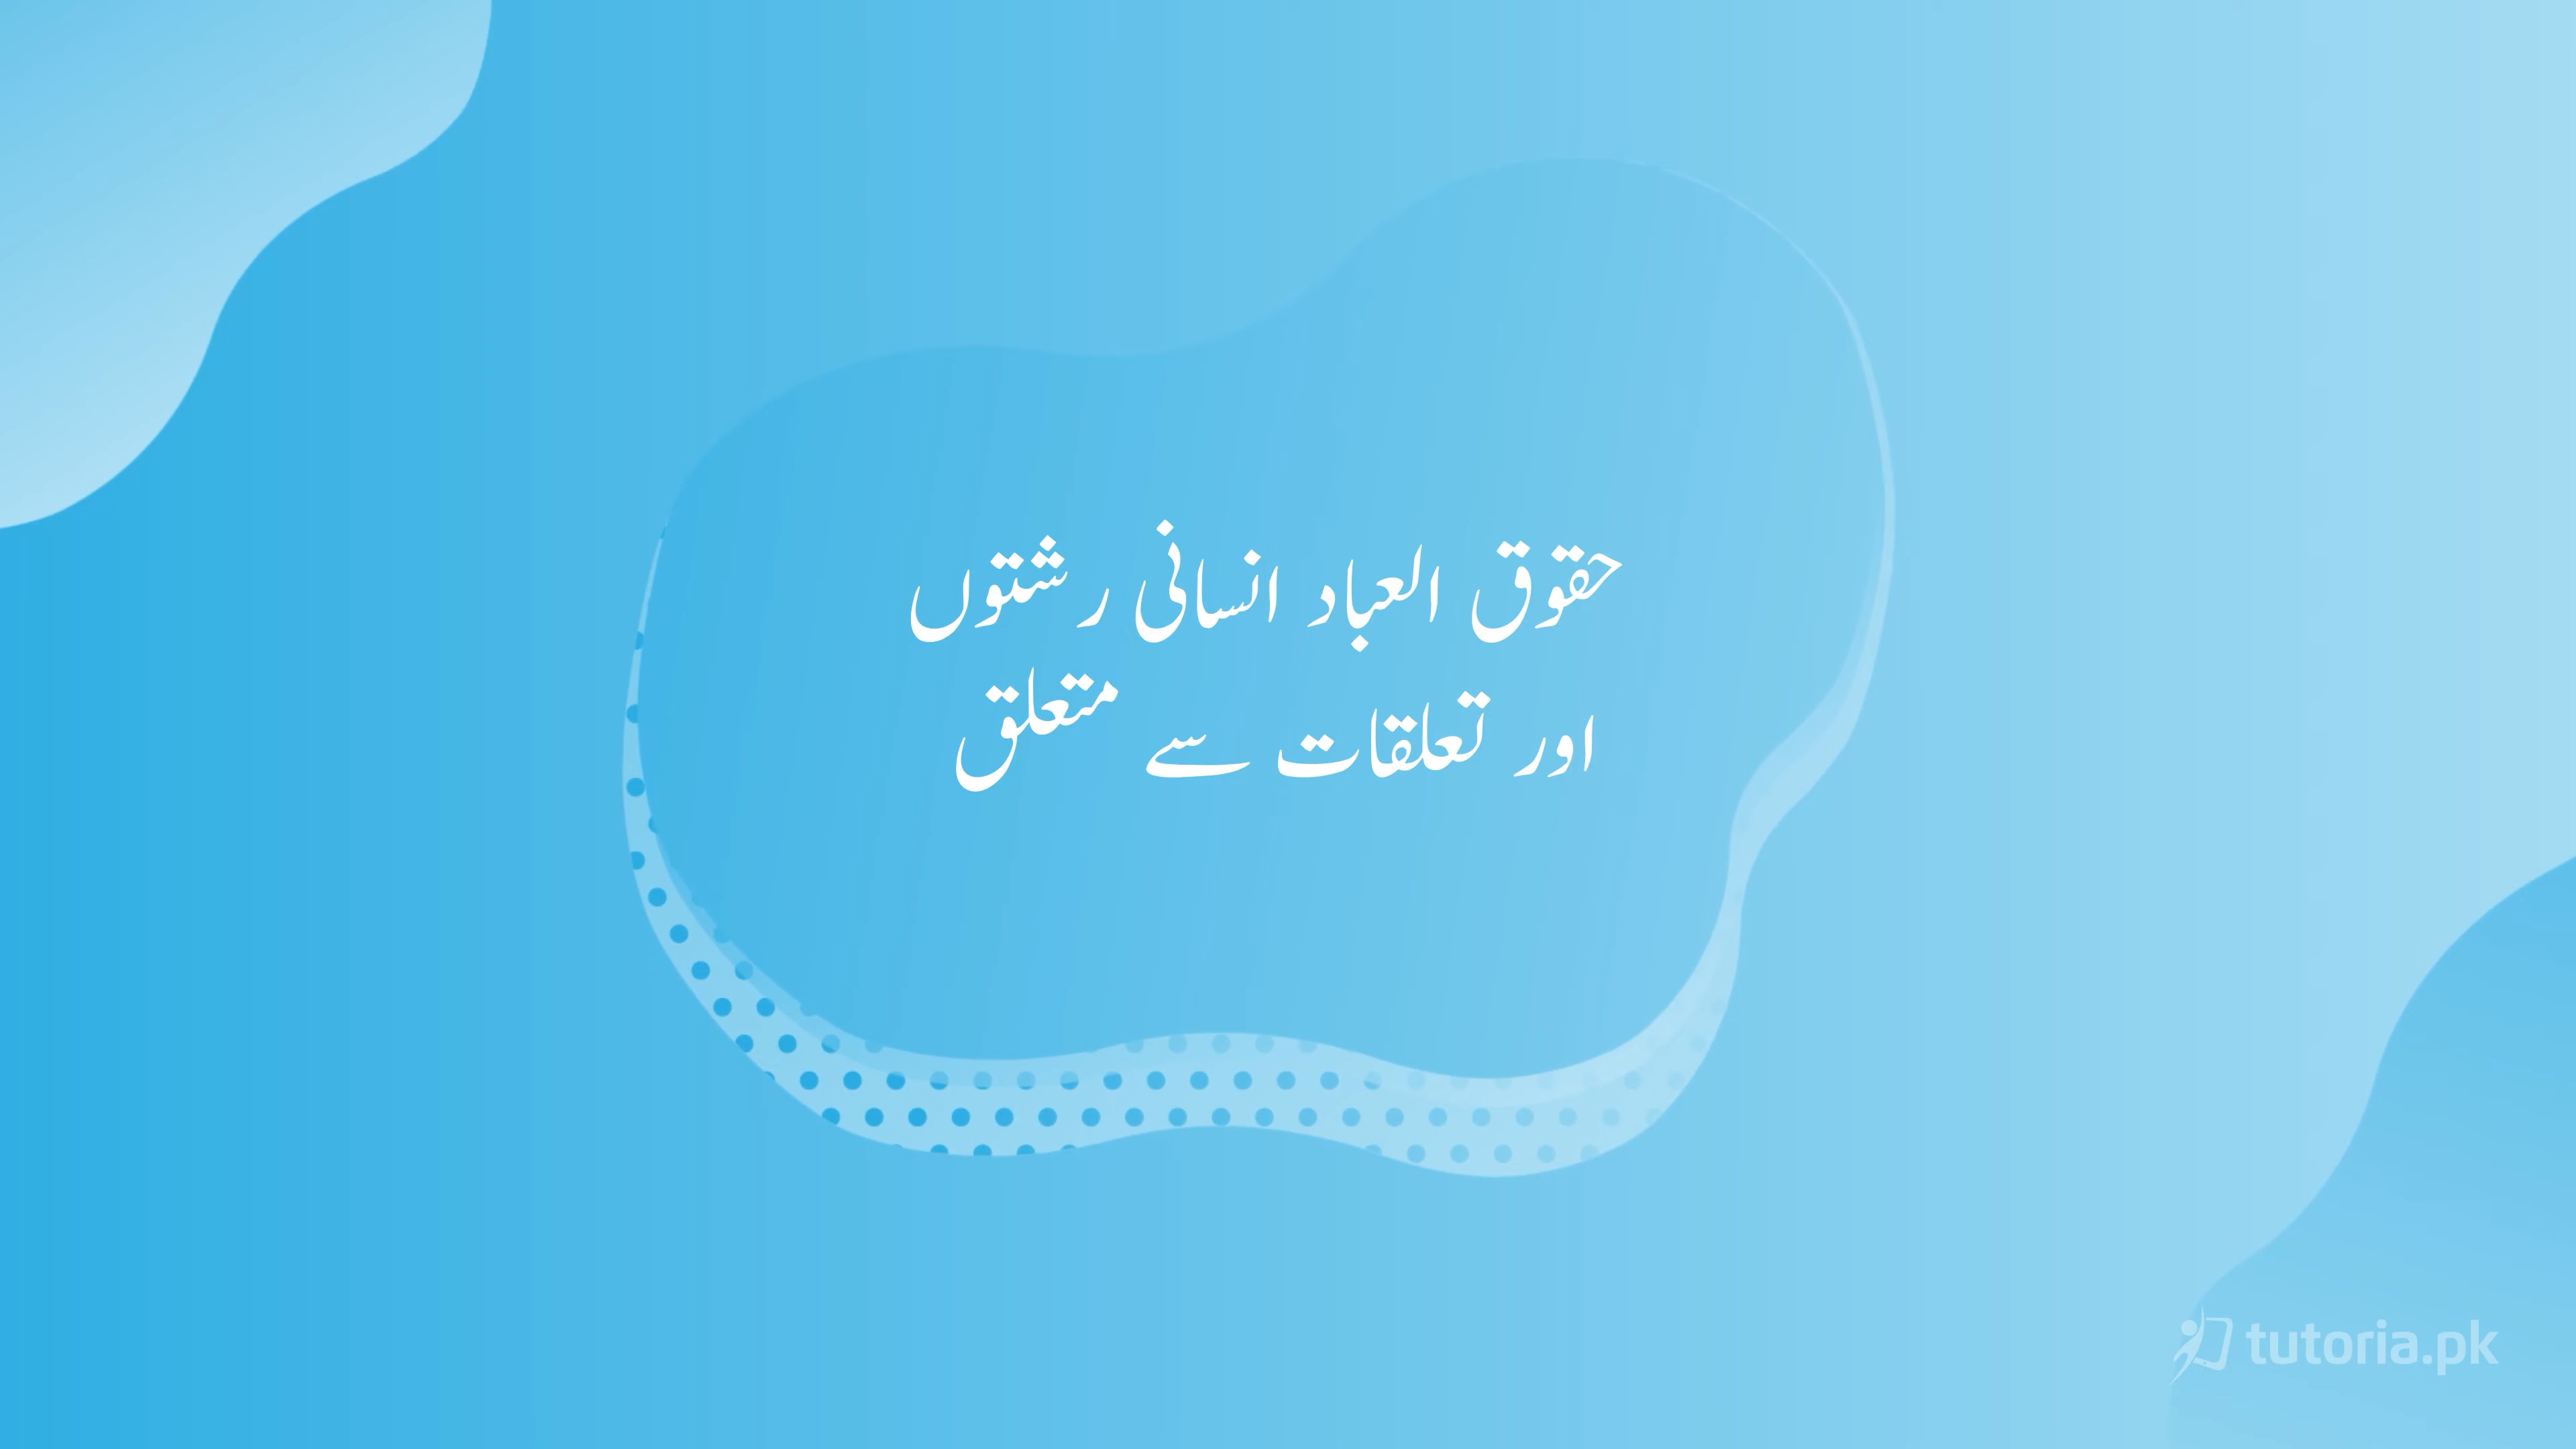 حقوق العباد انسانی رشتوں
اور تعلقات سے متعلق
tutoria.pk